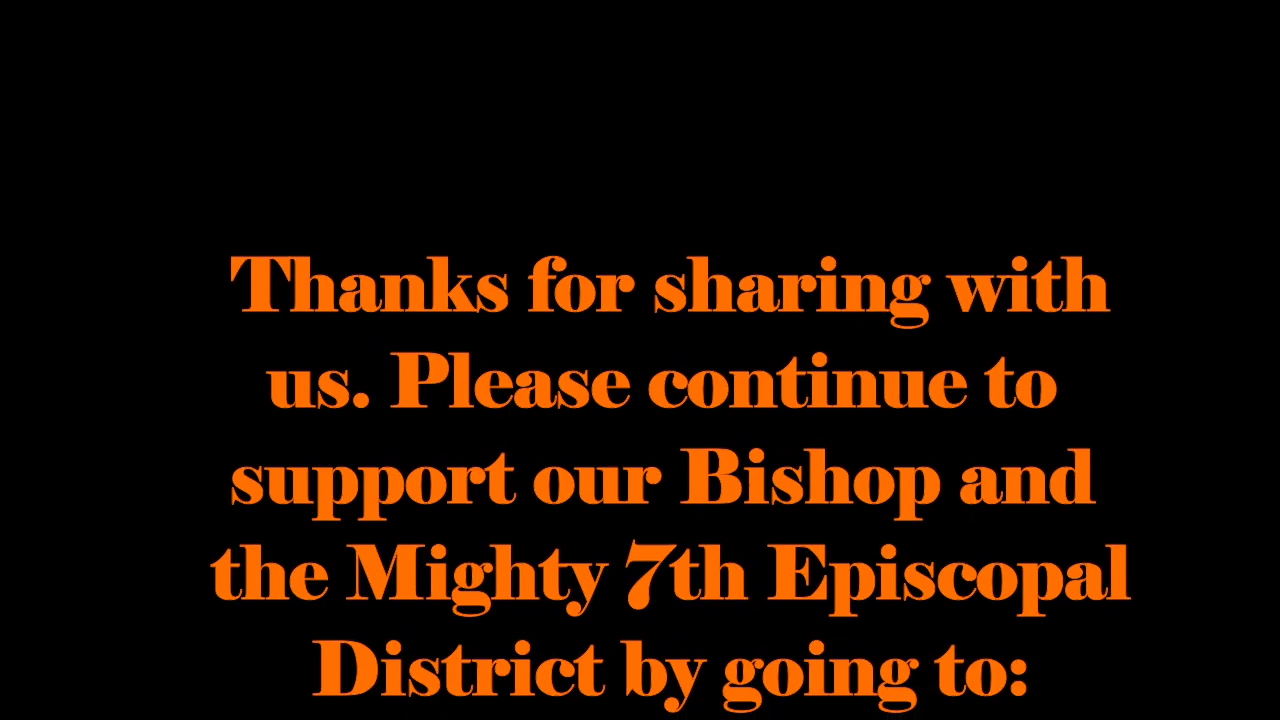 Thanks for sharing with
us. Please continue to
support our Bishop and
the Mighty 7th Episcopal
District by going to: